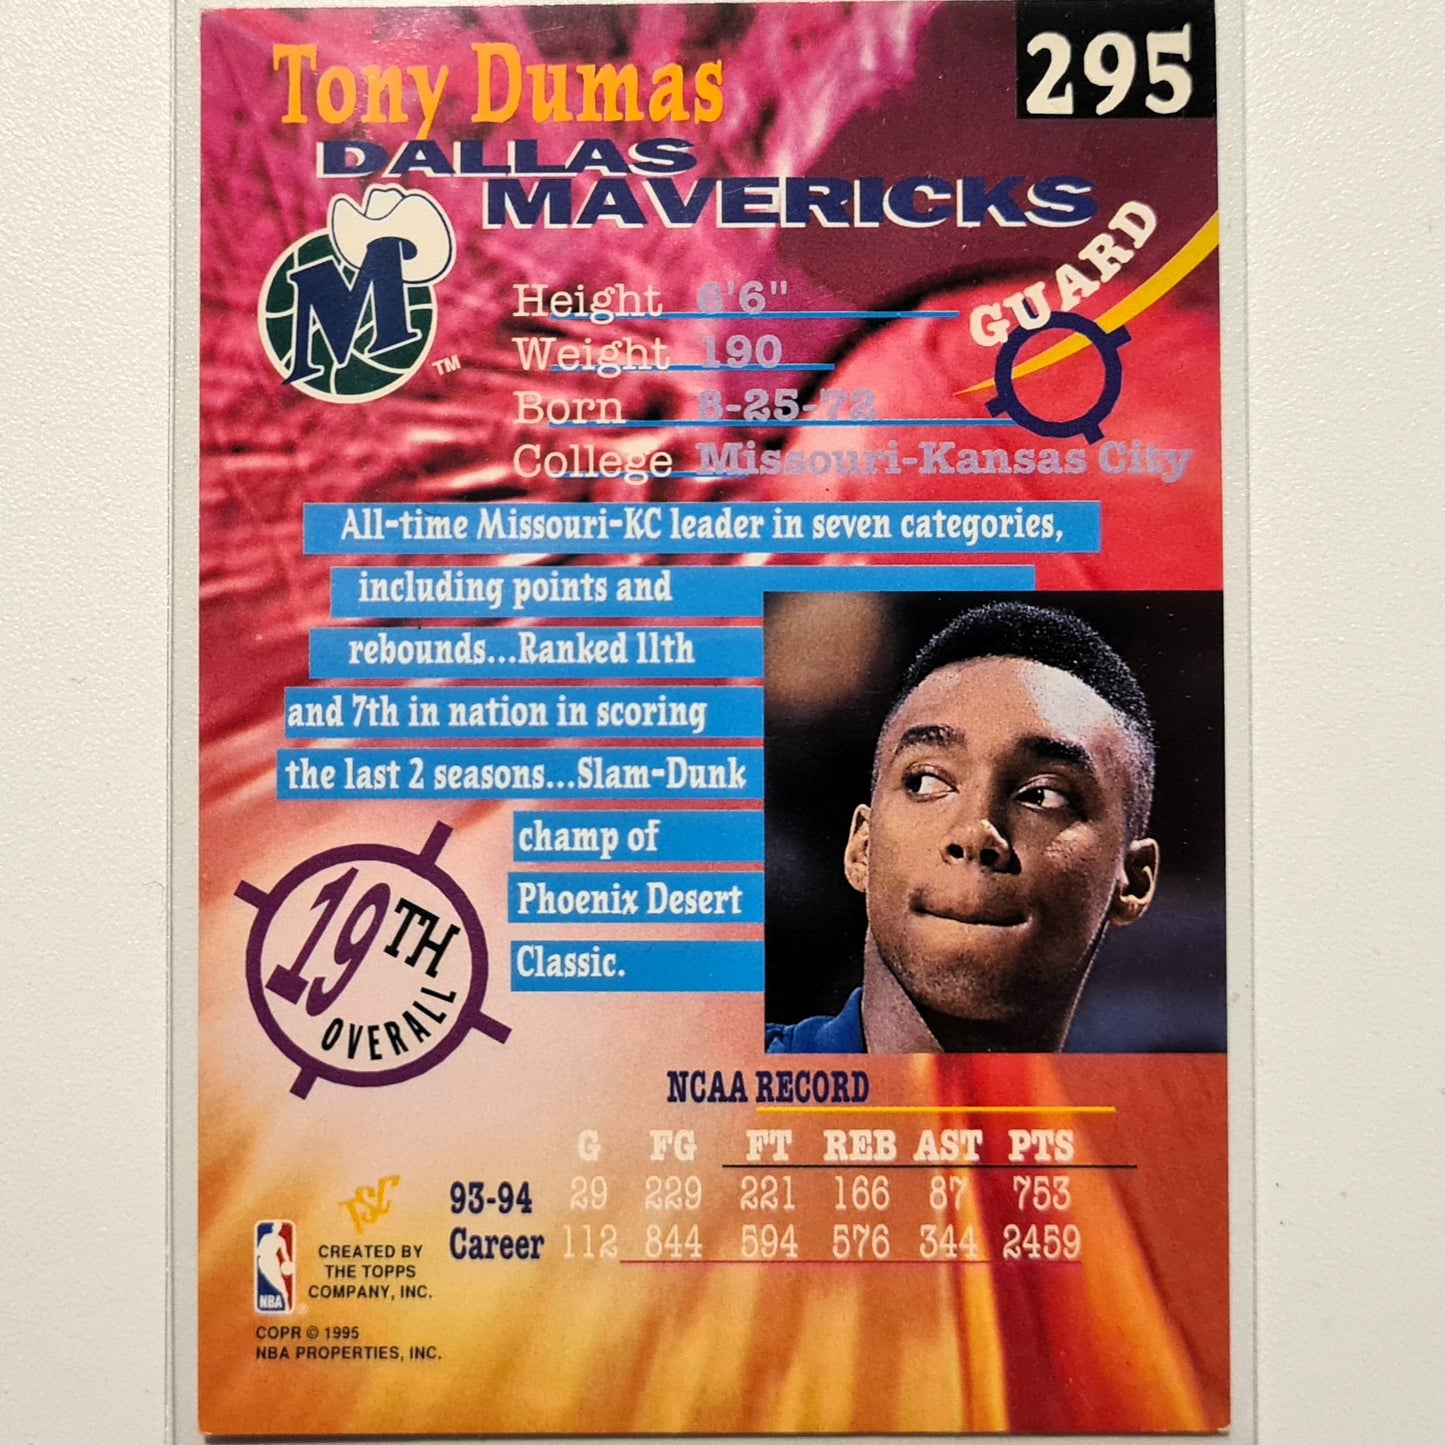 295
Tony Dumas
DALLAS
MAVERICKS
M
TM
GUARD
Height 6'6"
Weight 190
Born 8-25-72
College Missouri-Kansas City
All-time Missouri-KC leader in seven categories,
including points and
rebounds...Ranked 11th
and 7th in nation in scoring
the last 2 seasons...Slam-Dunk
champ of
Phoenix Desert
Classic.
19TH
OVERALL
NCAA RECORD
G FG FT REB AST PTS
93-94 29 229 221 166 87 753
Career 112 844 594 576 344 2459
TSC
CREATED BY
THE TOPPS
COMPANY, INC.
NBA
®
COPR © 1995
NBA PROPERTIES, INC.